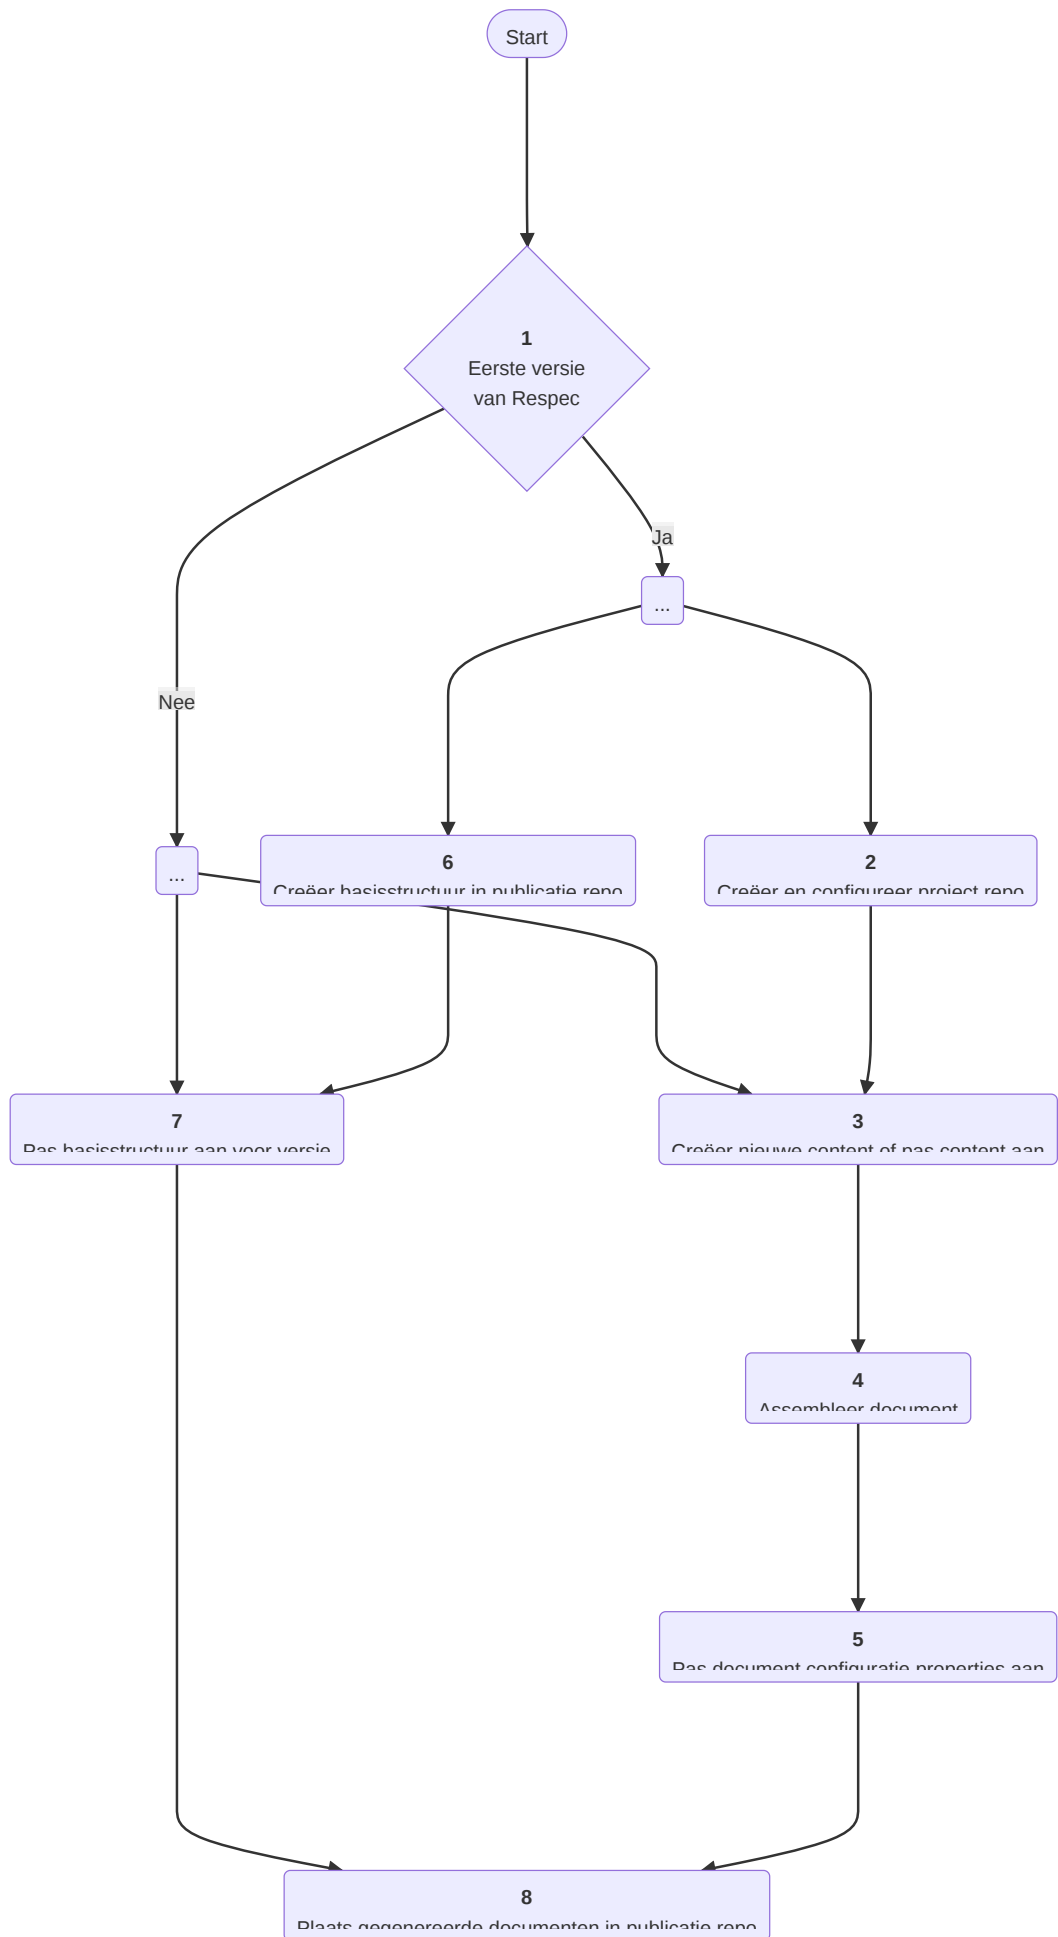 Start
1
Eerste versie
van Respec
Ja
...
Nee
...
6
Creëer basisstructuur in publicatie repo
2
Creëer en configureer project repo
7
Pas basisstructuur aan voor versie
3
Creëer nieuwe content of pas content aan
4
Assembleer document
5
Pas document configuratie properties aan
8
Plaats gegenereerde documenten in publicatie repo